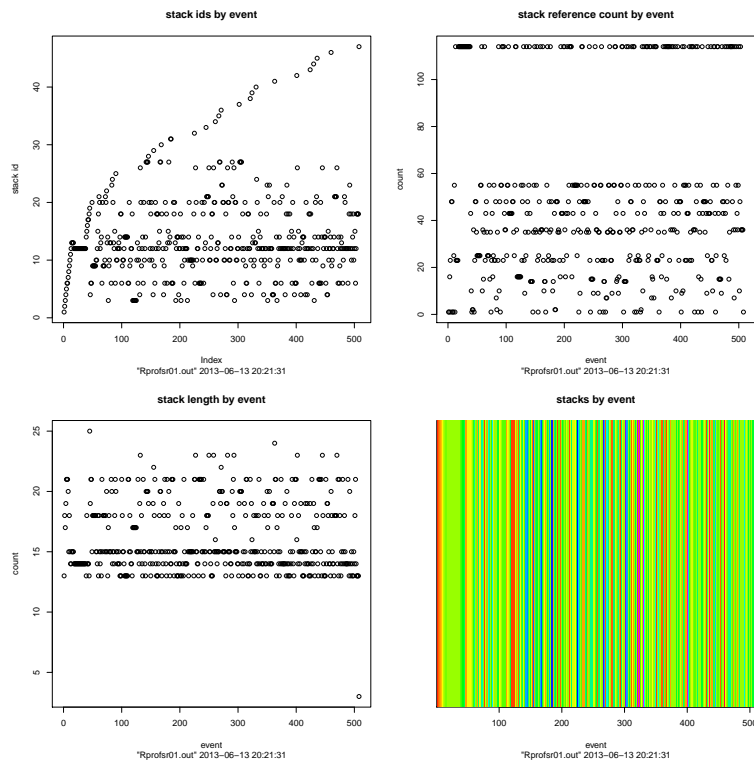 stack ids by event
stack id
0
10
20
30
40
0 100 200 300 400 500
Index
"Rprofsr01.out" 2013−06−13 20:21:31
stack reference count by event
count
0
20
40
60
100
0 100 200 300 400 500
event
"Rprofsr01.out" 2013−06−13 20:21:31
stack length by event
count
5
10
15
20
25
0 100 200 300 400 500
event
"Rprofsr01.out" 2013−06−13 20:21:31
stacks by event
100 200 300 400 500
event
"Rprofsr01.out" 2013−06−13 20:21:31